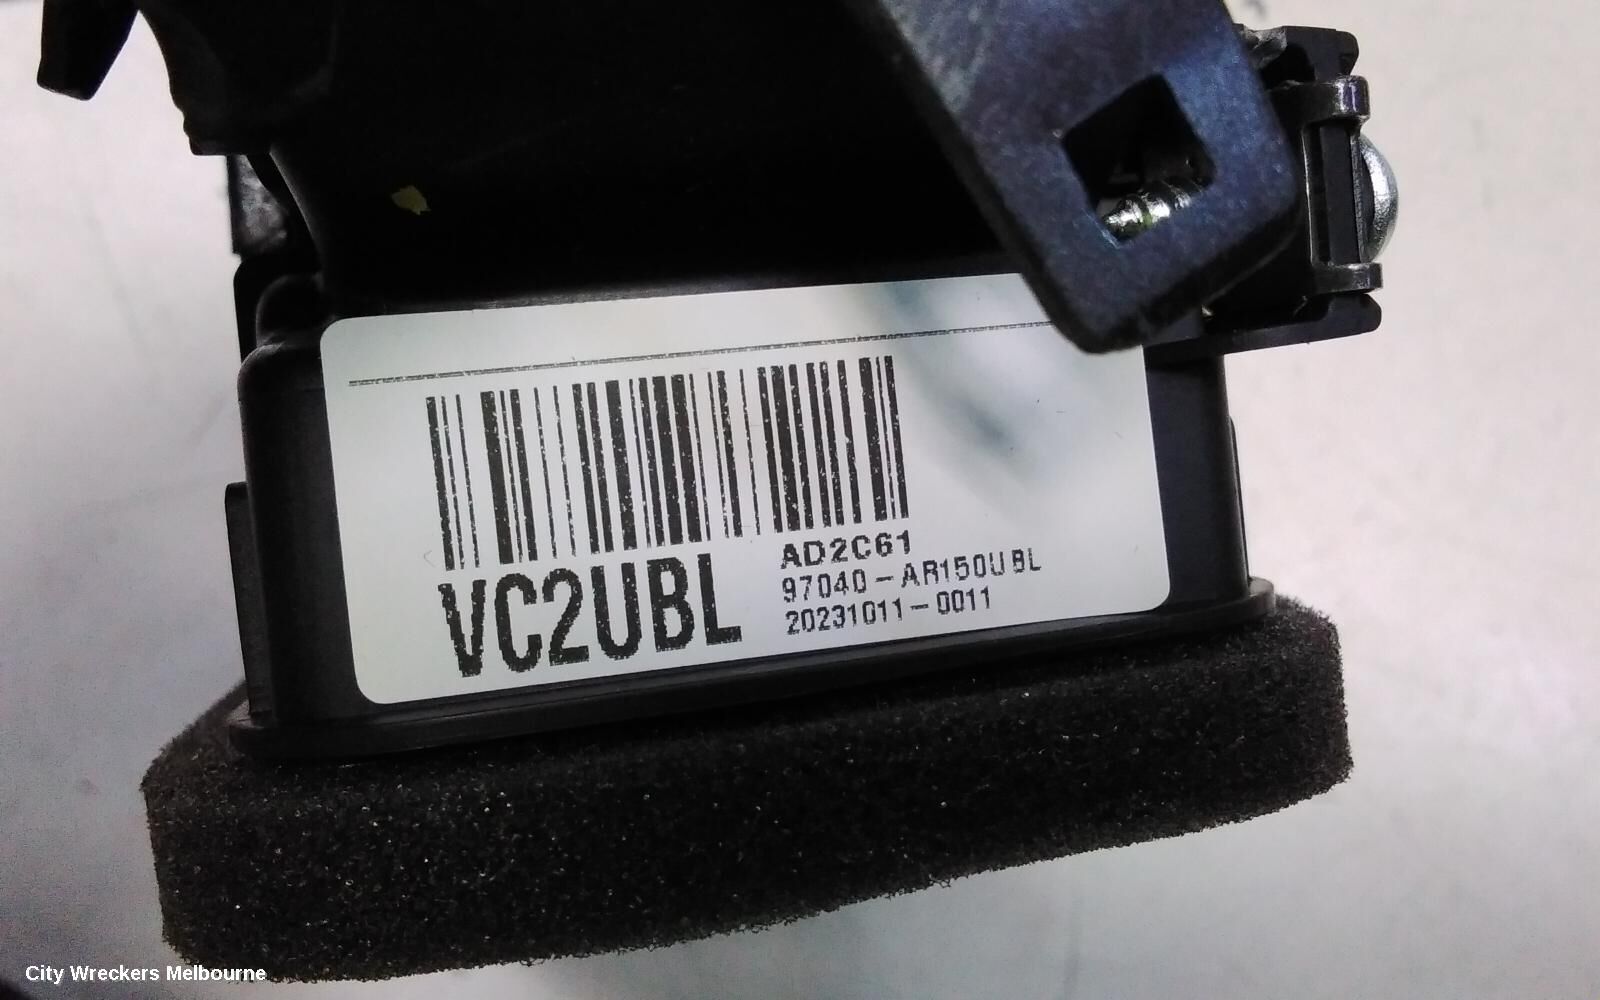 AD2C61
VC2UBL
97040-AR150UBL
20231011-0011
City Wreckers Melbourne